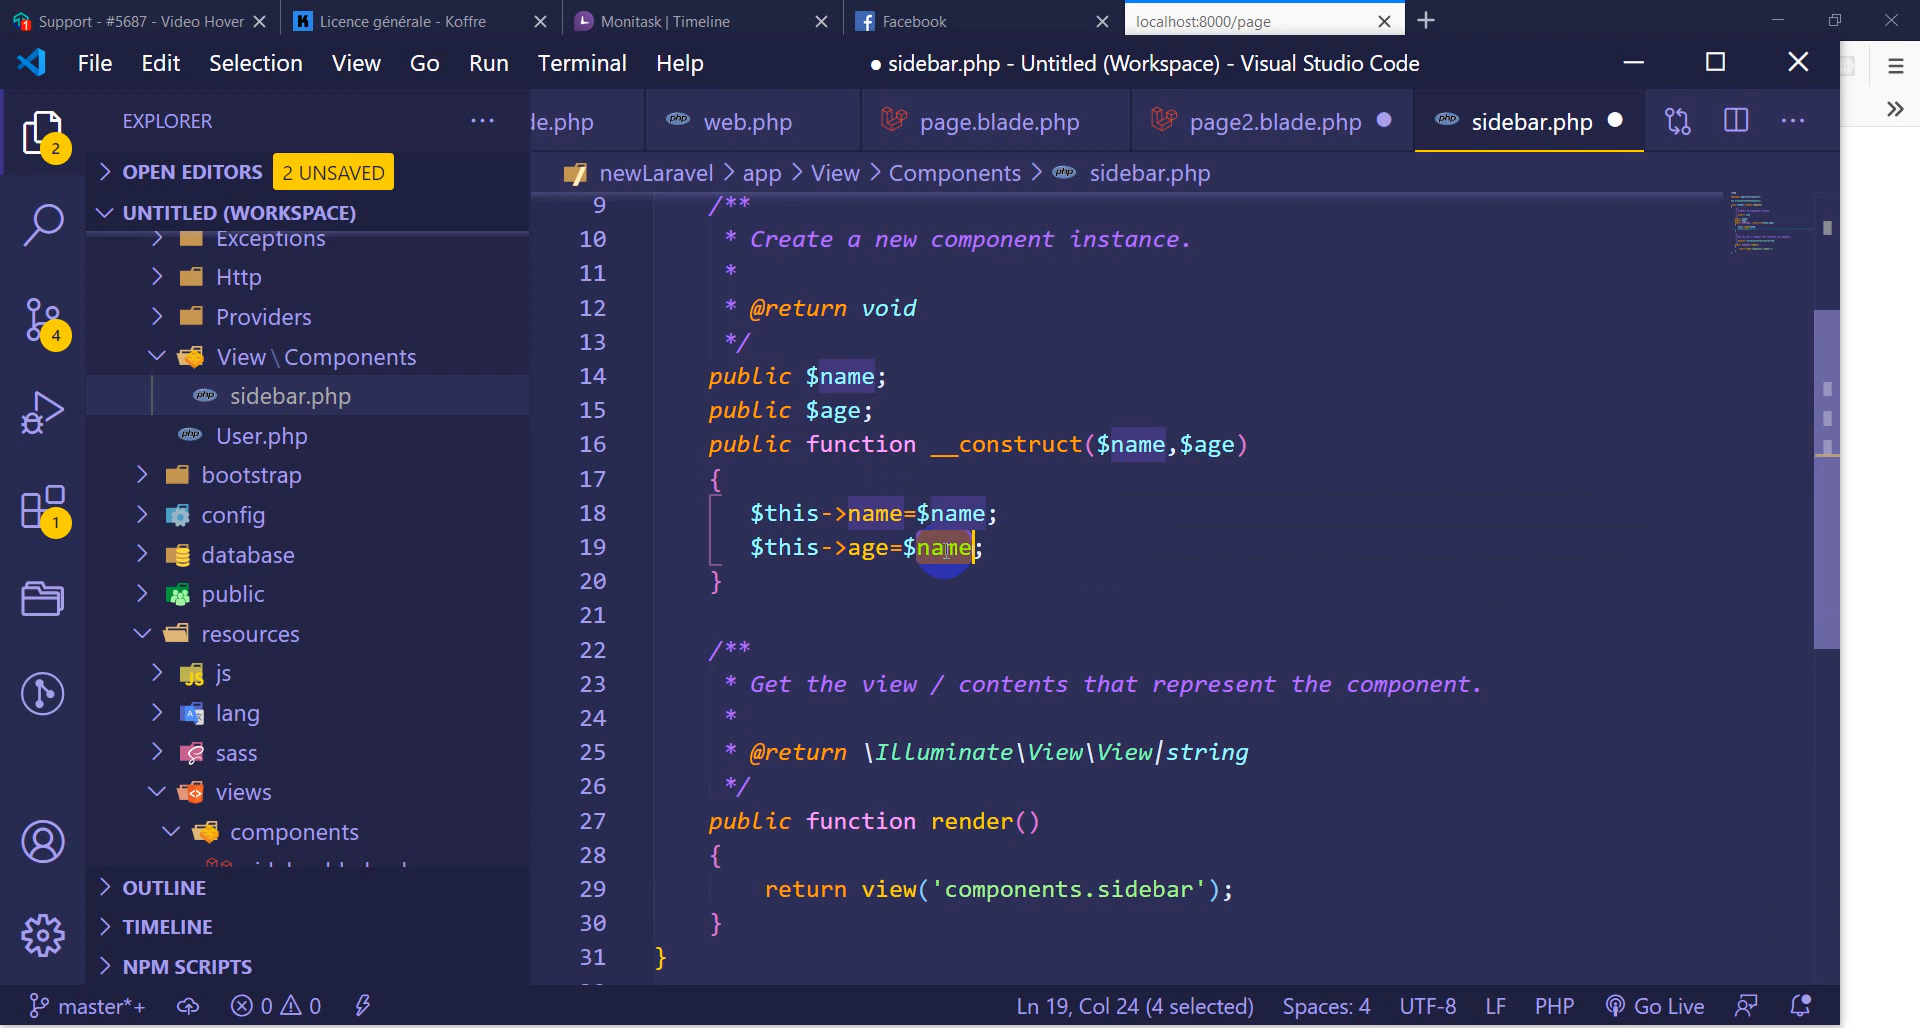 Support - #5687 - Video Hover
Licence générale - Koffre
Monitask | Timeline
Facebook
localhost:8000/page
File Edit Selection View Go Run Terminal Help
● sidebar.php - Untitled (Workspace) - Visual Studio Code
EXPLORER
de.php
web.php
page.blade.php
page2.blade.php
sidebar.php
2
OPEN EDITORS 2 UNSAVED
newLaravel > app > View > Components > sidebar.php
UNTITLED (WORKSPACE)
Exceptions
Http
Providers
View \ Components
sidebar.php
User.php
bootstrap
config
database
public
resources
js
lang
sass
views
components
OUTLINE
TIMELINE
NPM SCRIPTS
4
1
9 /**
10 * Create a new component instance.
11 *
12 * @return void
13 */
14 public $name;
15 public $age;
16 public function __construct($name,$age)
17 {
18 $this->name=$name;
19 $this->age=$name;
20 }
21
22 /**
23 * Get the view / contents that represent the component.
24 *
25 * @return \Illuminate\View\View|string
26 */
27 public function render()
28 {
29 return view('components.sidebar');
30 }
31 }
master*+ 0 0 Ln 19, Col 24 (4 selected) Spaces: 4 UTF-8 LF PHP Go Live